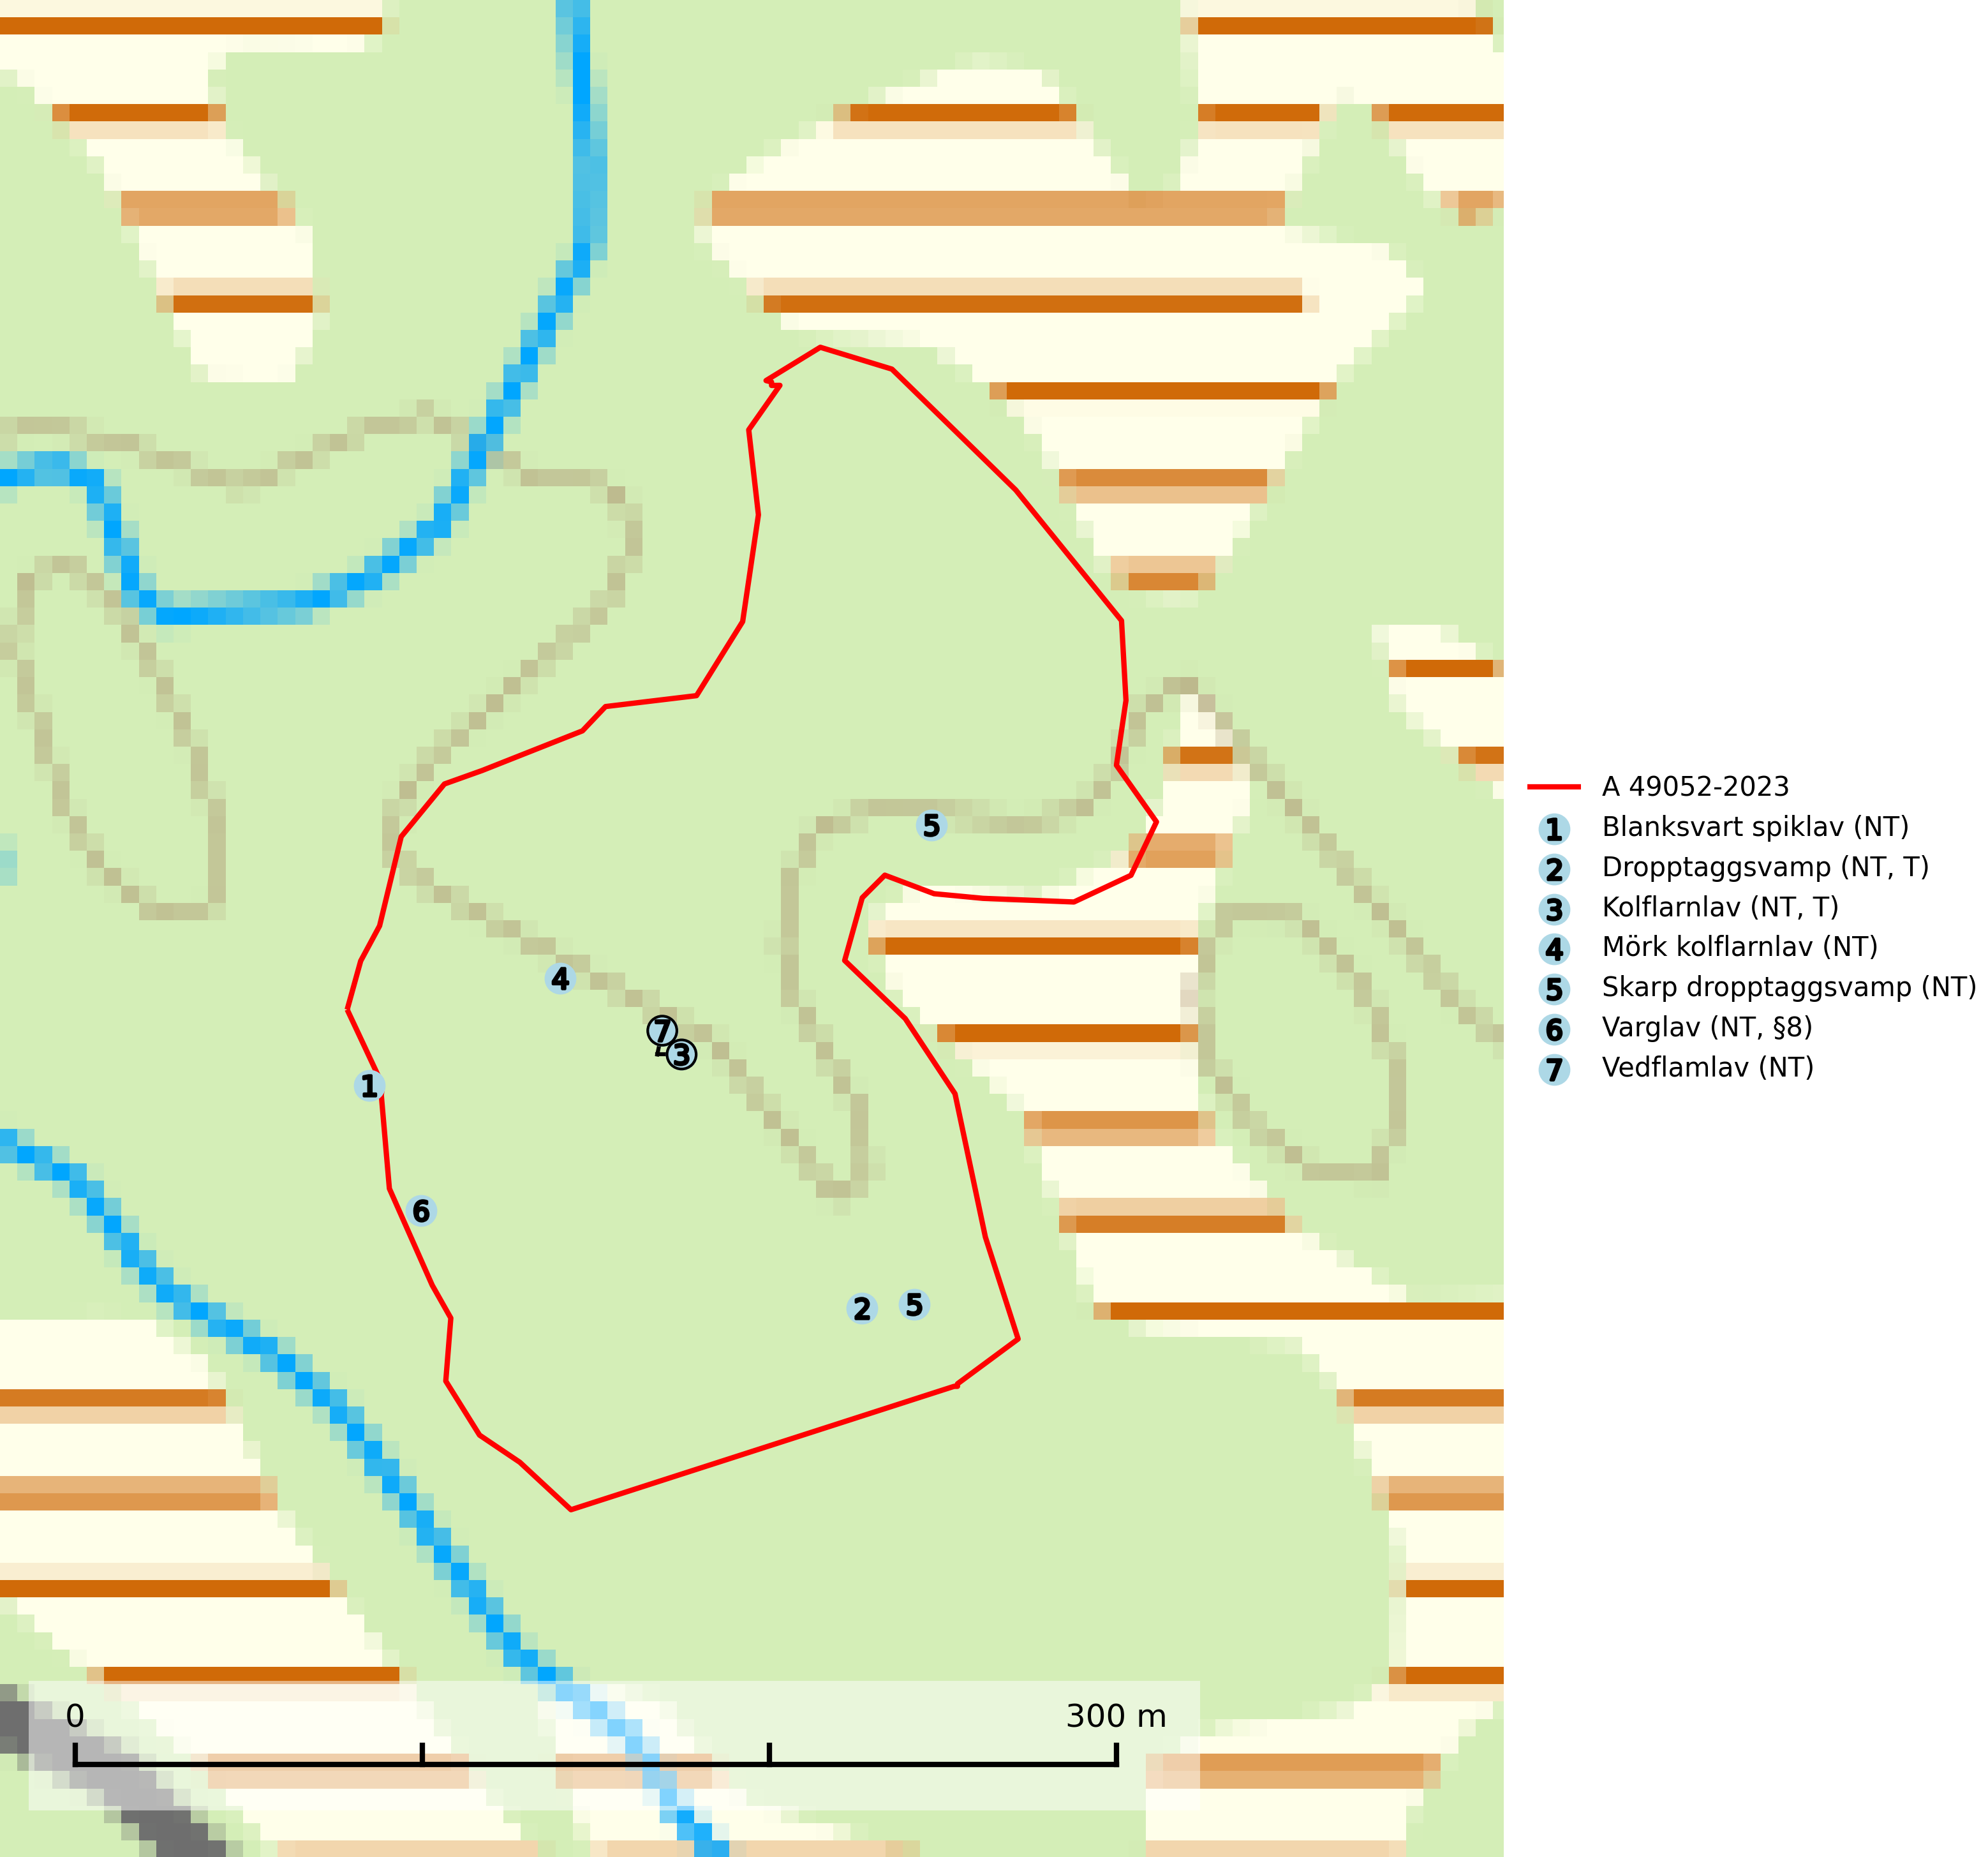 5
4
7
3
1
6
2 5
0 300 m
A 49052-2023
1 Blanksvart spiklav (NT)
2 Dropptaggsvamp (NT, T)
3 Kolflarnlav (NT, T)
4 Mörk kolflarnlav (NT)
5 Skarp dropptaggsvamp (NT)
6 Varglav (NT, §8)
7 Vedflamlav (NT)